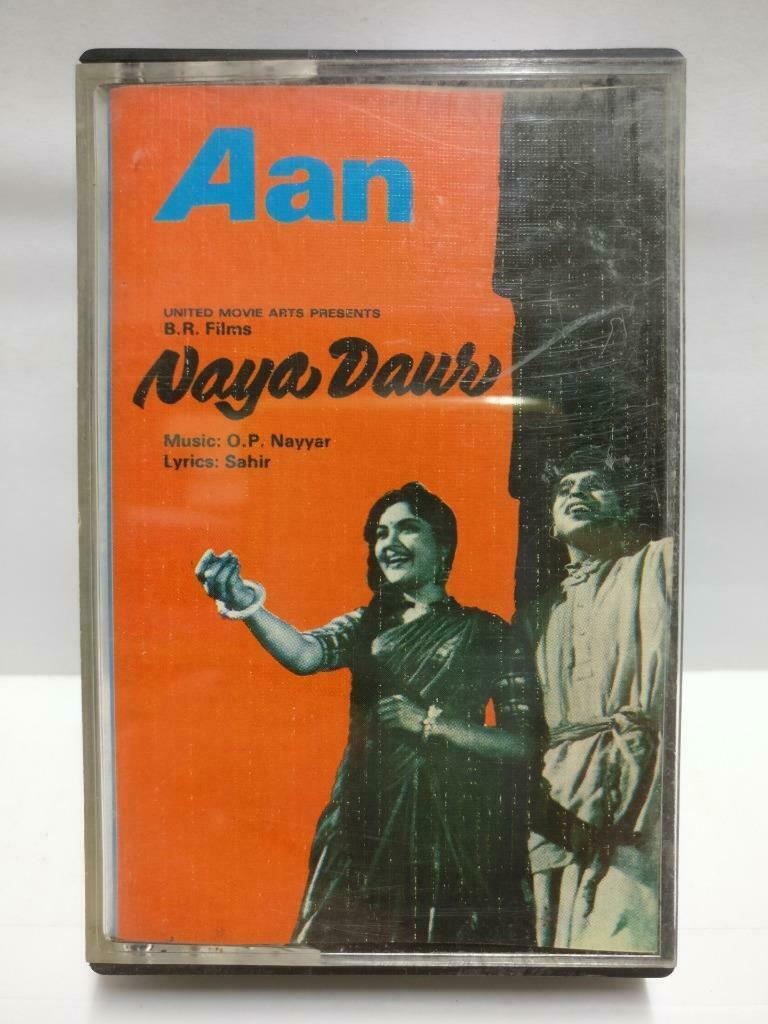 Aan
UNITED MOVIE ARTS PRESENTS
B.R. Films
Naya Daur
Music: O.P. Nayyar
Lyrics: Sahir